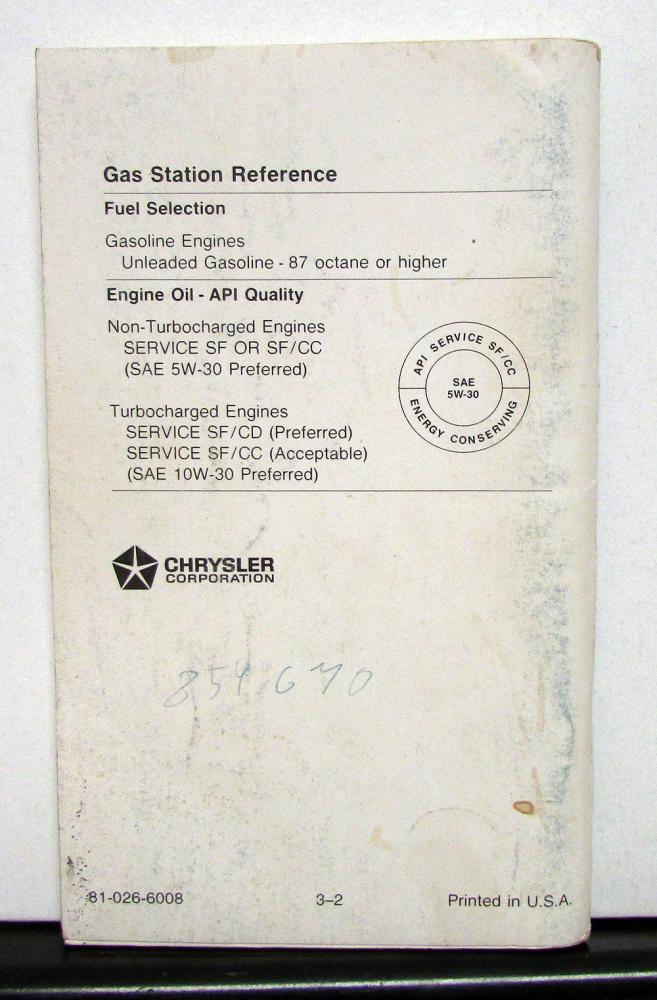 Gas Station Reference
Fuel Selection
Gasoline Engines
Unleaded Gasoline - 87 octane or higher
Engine Oil - API Quality
Non-Turbocharged Engines
SERVICE SF OR SF/CC
(SAE 5W-30 Preferred)
API SERVICE SF/CC
SAE
5W-30
ENERGY CONSERVING
Turbocharged Engines
SERVICE SF/CD (Preferred)
SERVICE SF/CC (Acceptable)
(SAE 10W-30 Preferred)
CHRYSLER
CORPORATION
81-026-6008 3–2 Printed in U.S.A.